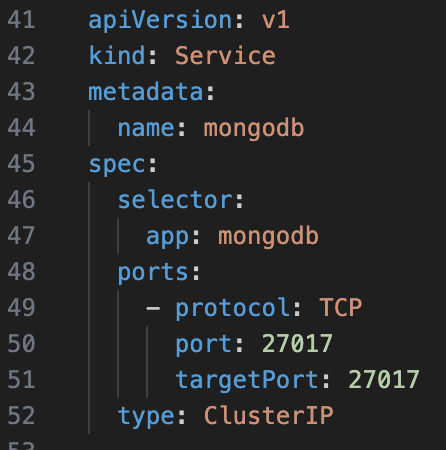 41 apiVersion: v1
42 kind: Service
43 metadata:
44   name: mongodb
45 spec:
46   selector:
47     app: mongodb
48   ports:
49     - protocol: TCP
50       port: 27017
51       targetPort: 27017
52   type: ClusterIP
53